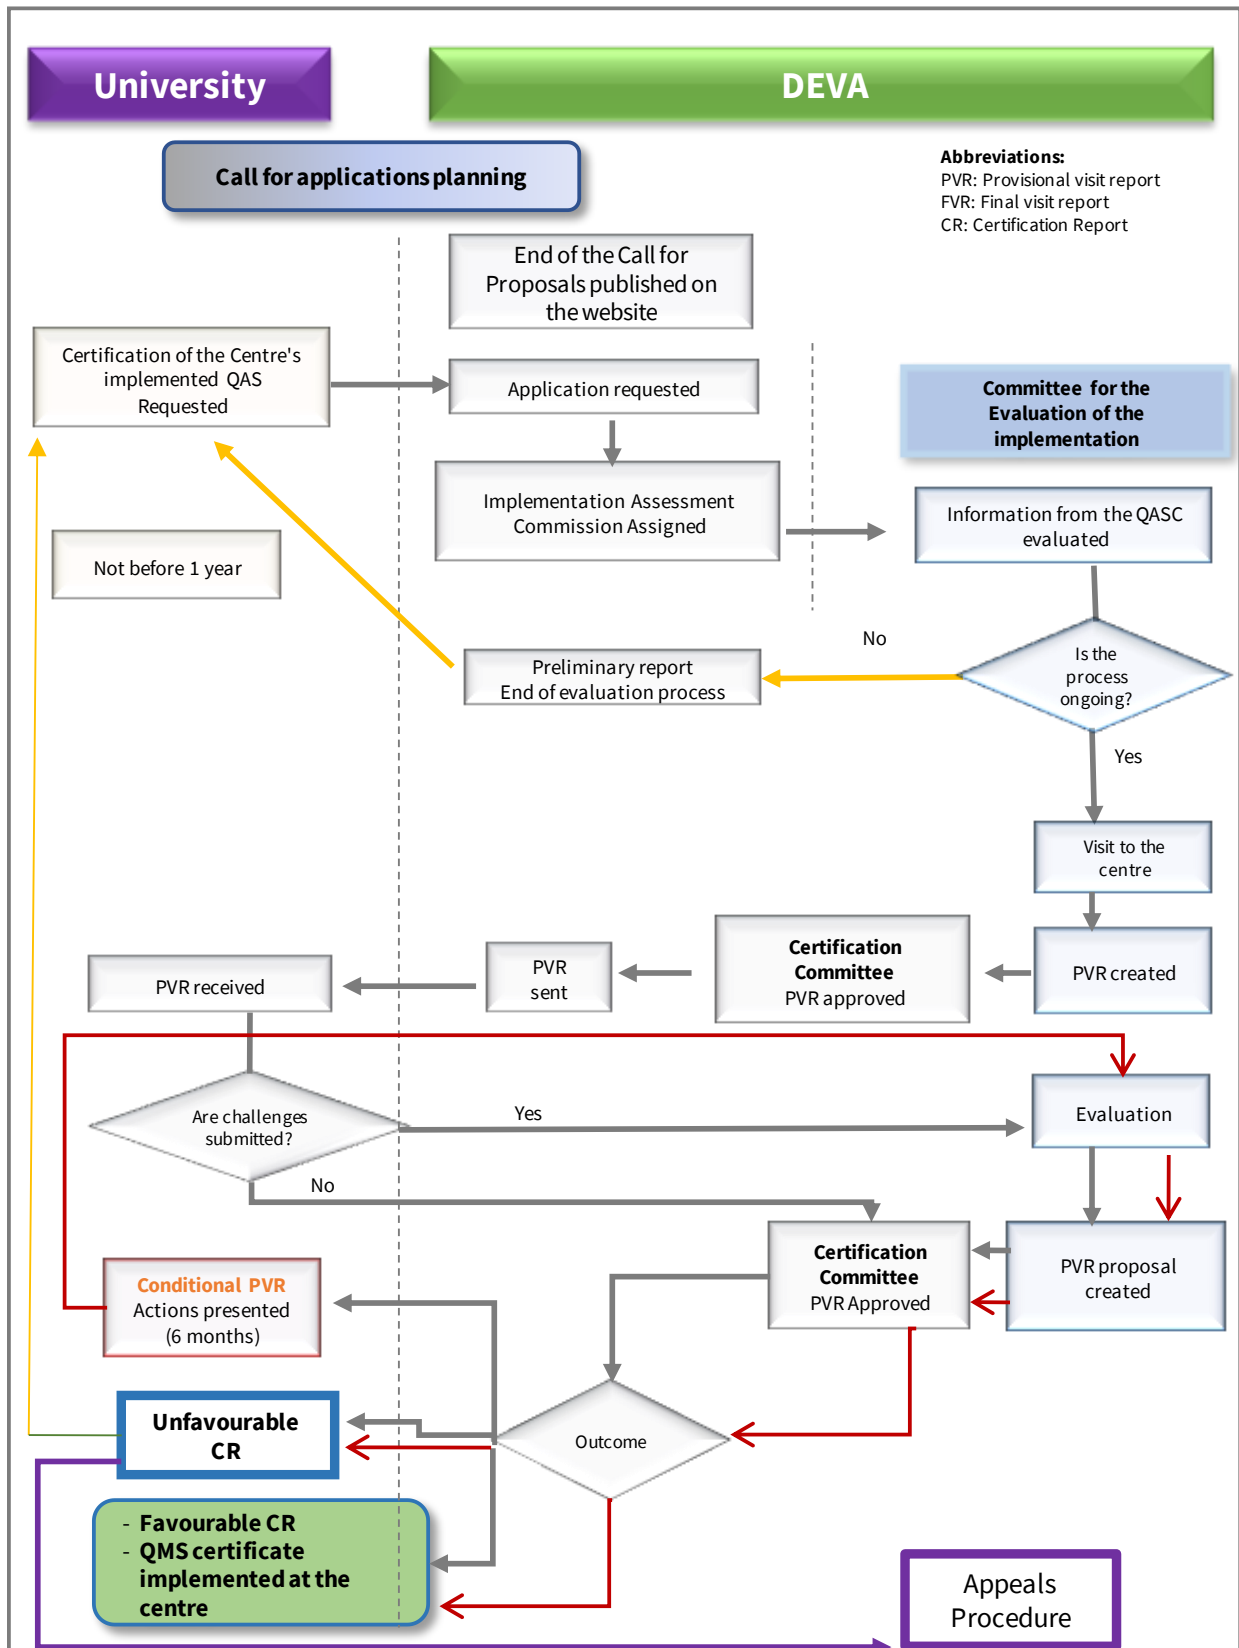 University
DEVA
Call for applications planning
Abbreviations:
PVR: Provisional visit report
FVR: Final visit report
CR: Certification Report
End of the Call for
Proposals published on
the website
Certification of the Centre's
implemented QAS
Requested
Application requested
Committee for the
Evaluation of the
implementation
Implementation Assessment
Commission Assigned
Information from the QASC
evaluated
Not before 1 year
No
Preliminary report
End of evaluation process
Is the
process
ongoing?
Yes
Visit to the
centre
Certification
Committee
PVR approved
PVR
sent
PVR received
PVR created
Are challenges
submitted?
Yes
Evaluation
No
Certification
Committee
PVR Approved
PVR proposal
created
Conditional PVR
Actions presented
(6 months)
Unfavourable
CR
Outcome
- Favourable CR
- QMS certificate
implemented at the
centre
Appeals
Procedure